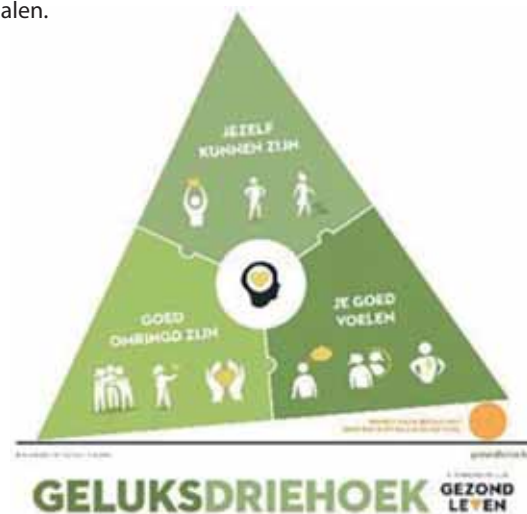 alen.
JEZELF
KUNNEN ZIJN
GOED
OMRINGD ZIJN
JE GOED
VOELEN
GELUKSDRIEHOEK
GEZOND
LEVEN